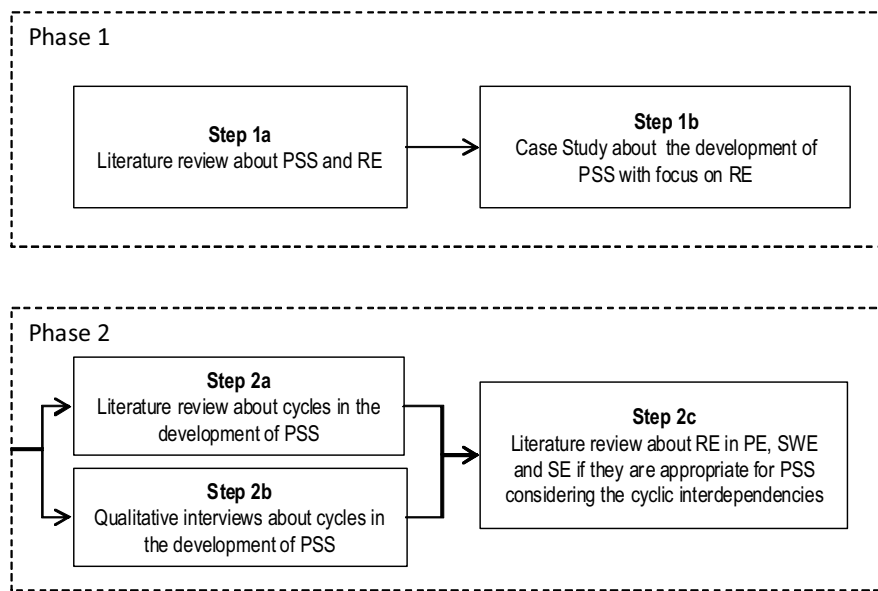 Phase 1
Step 1a
Literature review about PSS and RE
Step 1b
Case Study about the development of
PSS with focus on RE
Phase 2
Step 2a
Literature review about cycles in the
development of PSS
Step 2b
Qualitative interviews about cycles in
the development of PSS
Step 2c
Literature review about RE in PE, SWE
and SE if they are appropriate for PSS
considering the cyclic interdependencies